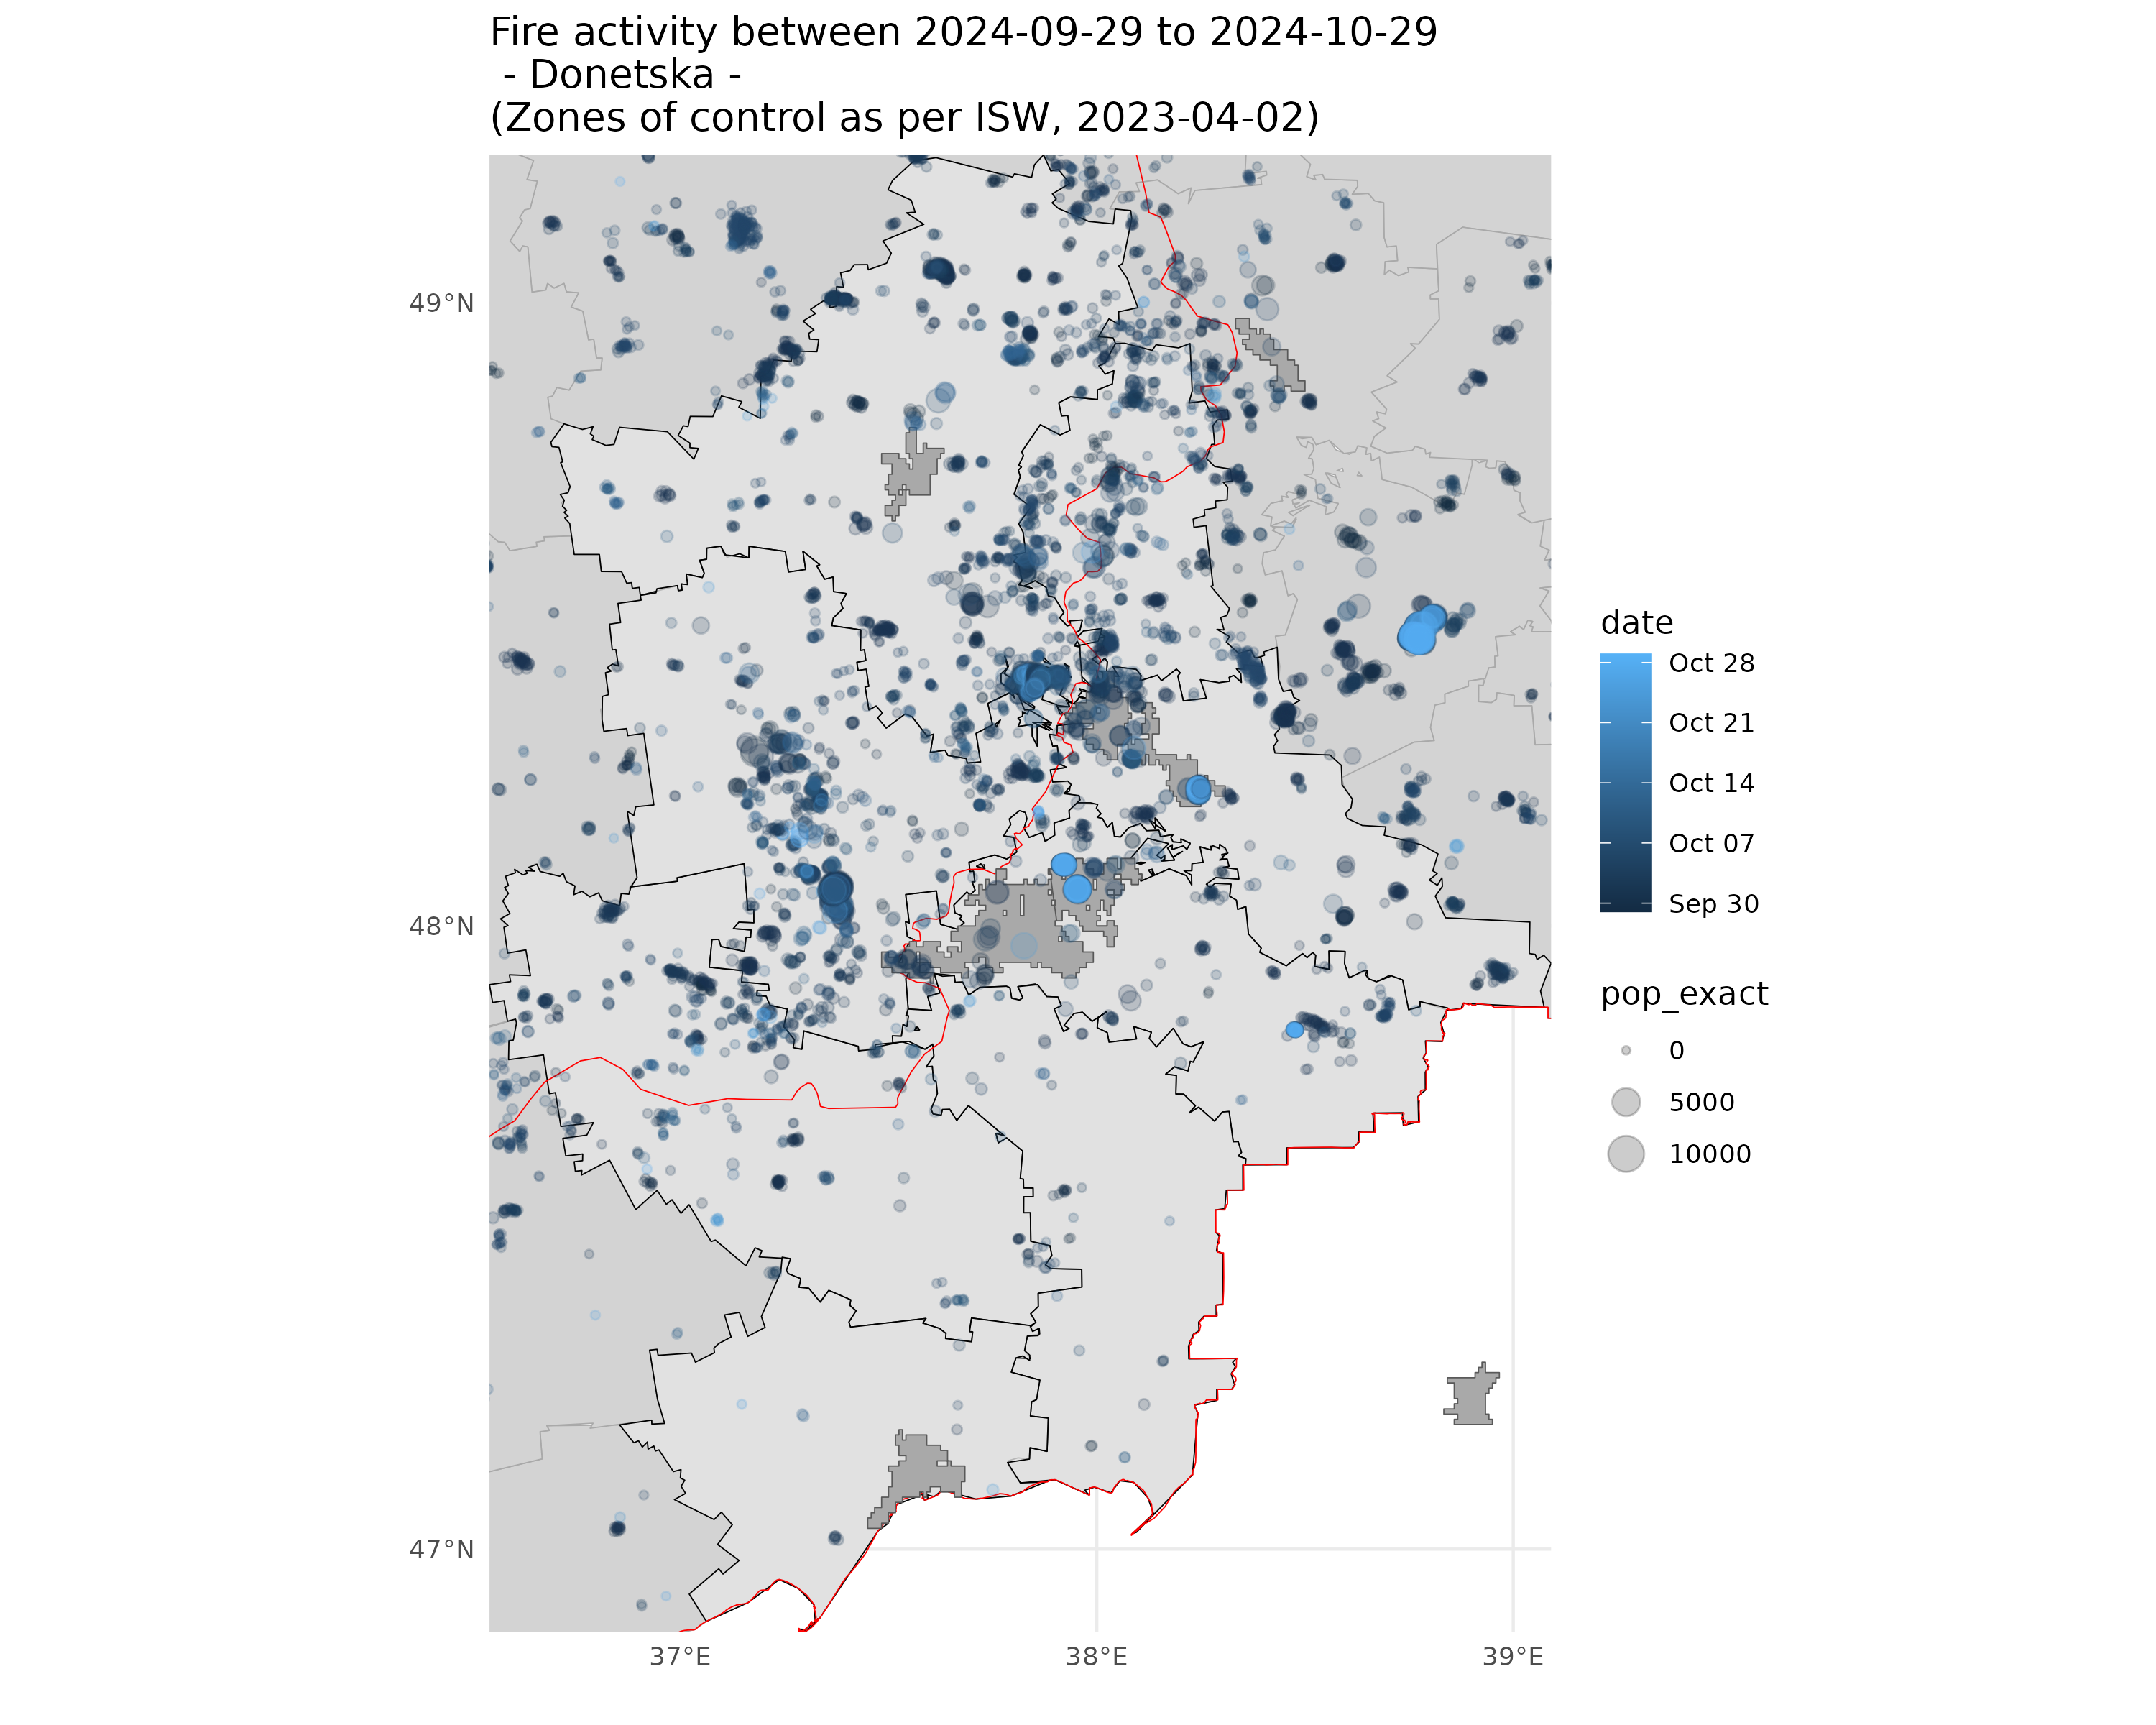 Fire activity between 2024-09-29 to 2024-10-29
- Donetska -
(Zones of control as per ISW, 2023-04-02)
49°N
48°N
47°N
37°E
38°E
39°E
date
Oct 28
Oct 21
Oct 14
Oct 07
Sep 30
pop_exact
0
5000
10000